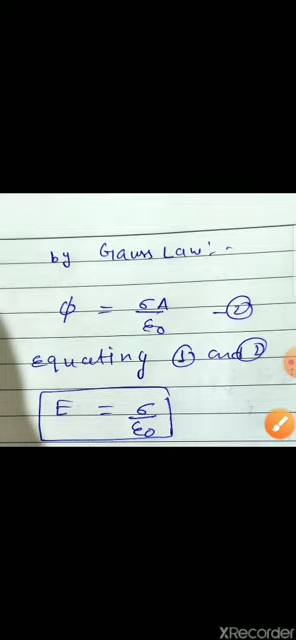 by Gauss Law:-
φ = σA/ε₀ —②
equating ① and ②
E = σ/ε₀
XRecorder